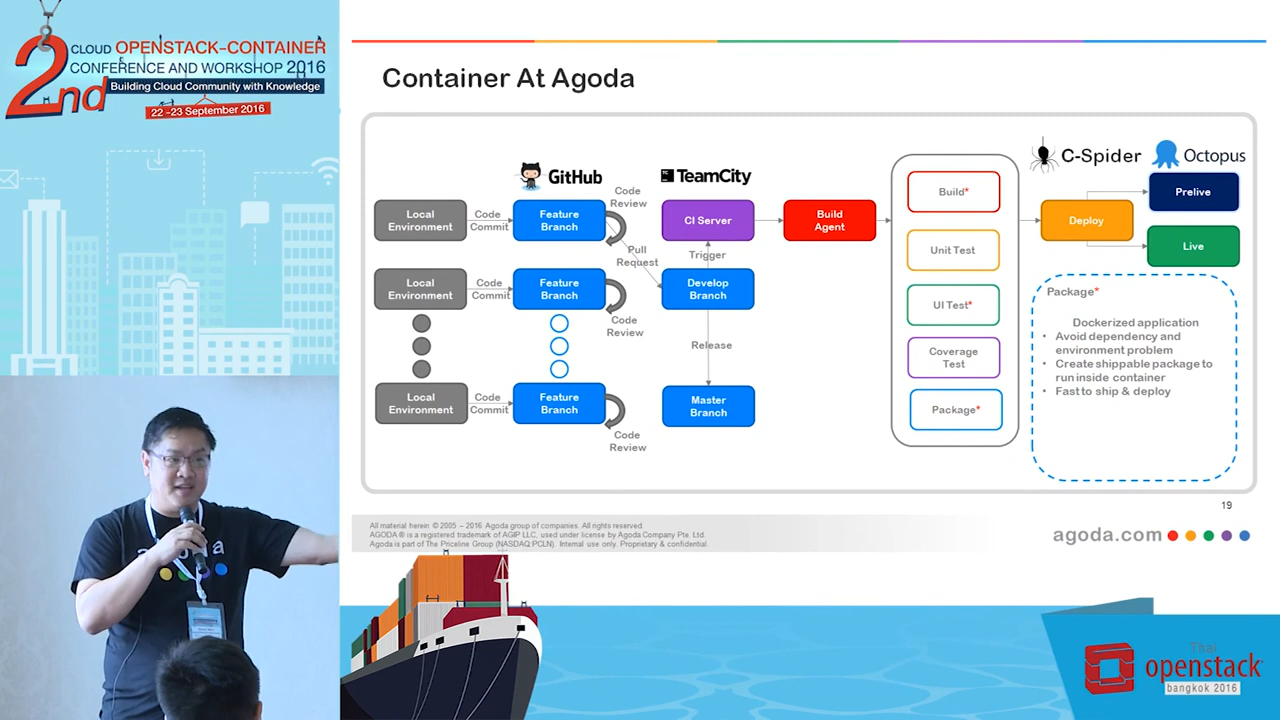 2nd
CLOUD OPENSTACK-CONTAINER
CONFERENCE AND WORKSHOP 2016
Building Cloud Community with Knowledge
22 -23 September 2016
Container At Agoda
GitHub
TeamCity
C-Spider
Octopus
Local
Environment
Code
Commit
Feature
Branch
Code
Review
Pull
Request
CI Server
Trigger
Build
Agent
Build*
Unit Test
UI Test*
Coverage
Test
Package*
Deploy
Prelive
Live
Local
Environment
Code
Commit
Feature
Branch
Code
Review
Develop
Branch
Release
Local
Environment
Code
Commit
Feature
Branch
Code
Review
Master
Branch
Package*
Dockerized application
• Avoid dependency and
environment problem
• Create shippable package to
run inside container
• Fast to ship & deploy
19
All material herein © 2005 – 2016 Agoda group of companies. All rights reserved.
AGODA ® is a registered trademark of AGIP LLC, used under license by Agoda Company Pte. Ltd.
Agoda is part of The Priceline Group (NASDAQ:PCLN). Internal use only. Proprietary & confidential.
agoda.com
agoda
Thai
openstack
bangkok 2016